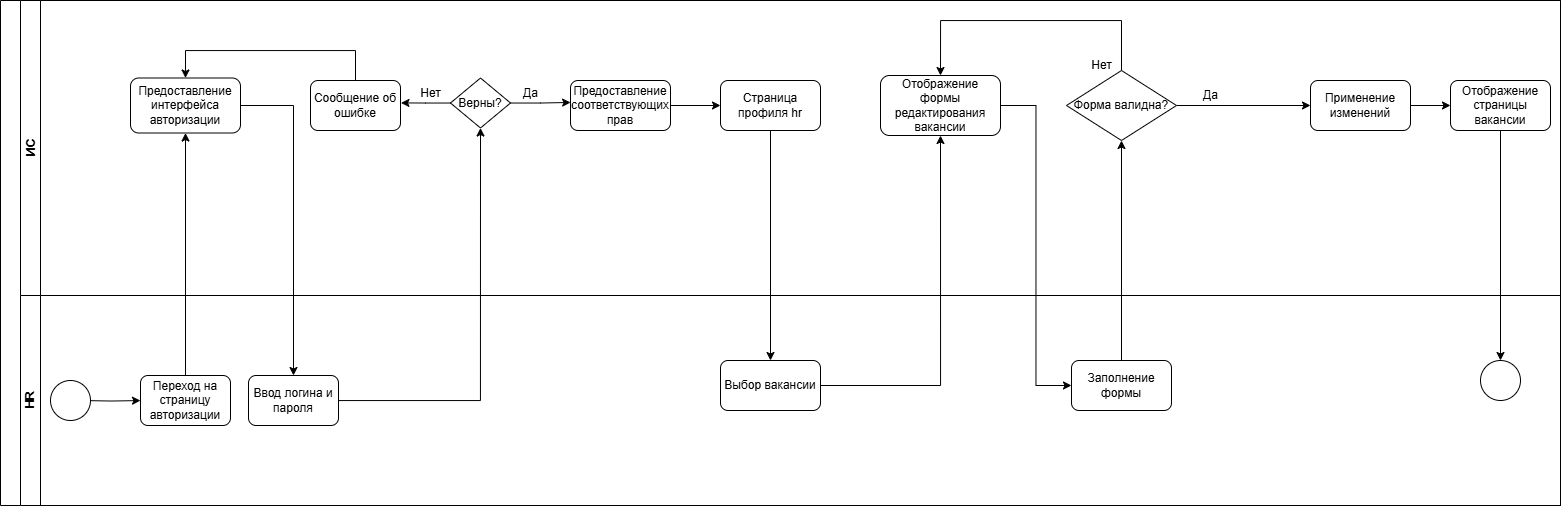 ИС
Предоставление
интерфейса
авторизации
Сообщение об
ошибке
Нет
Верны?
Да
Предоставление
соответствующих
прав
Страница
профиля hr
Отображение
формы
редактирования
вакансии
Нет
Форма валидна?
Да
Применение
изменений
Отображение
страницы
вакансии
HR
Переход на
страницу
авторизации
Ввод логина и
пароля
Выбор вакансии
Заполнение
формы